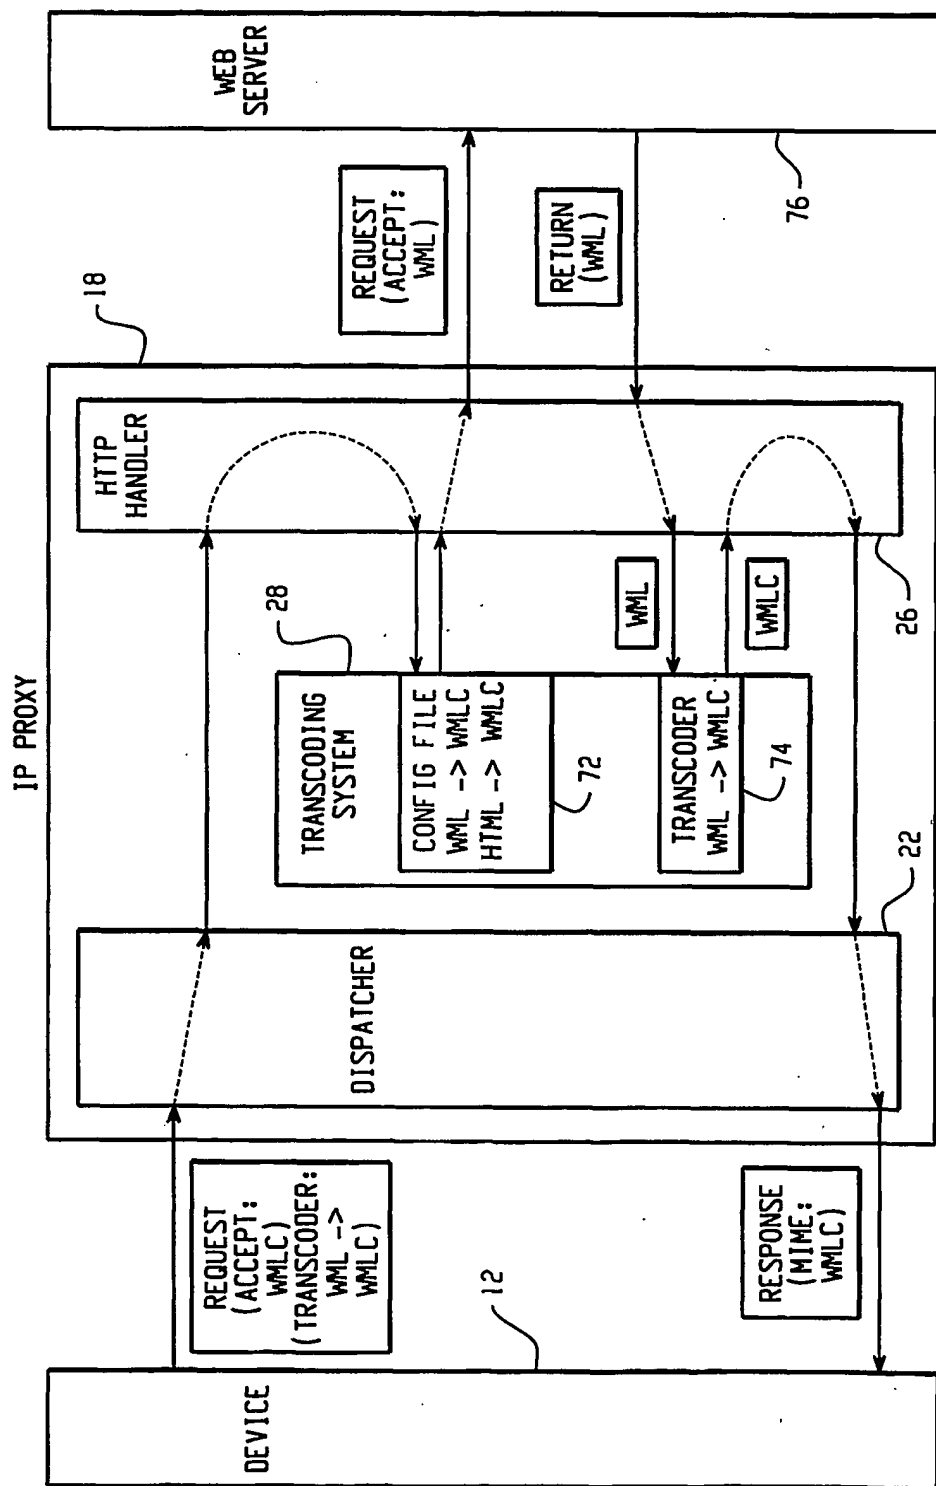 IP PROXY
DEVICE
12
REQUEST
(ACCEPT:
WMLC)
(TRANSCODER:
WML ->
WMLC)
RESPONSE
(MIME:
WMLC)
DISPATCHER
22
TRANSCODING
SYSTEM
28
CONFIG FILE
WML -> WMLC
HTML -> WMLC
72
TRANSCODER
WML -> WMLC
74
WML
WMLC
HTTP
HANDLER
26
18
REQUEST
(ACCEPT:
WML)
RETURN
(WML)
WEB
SERVER
76